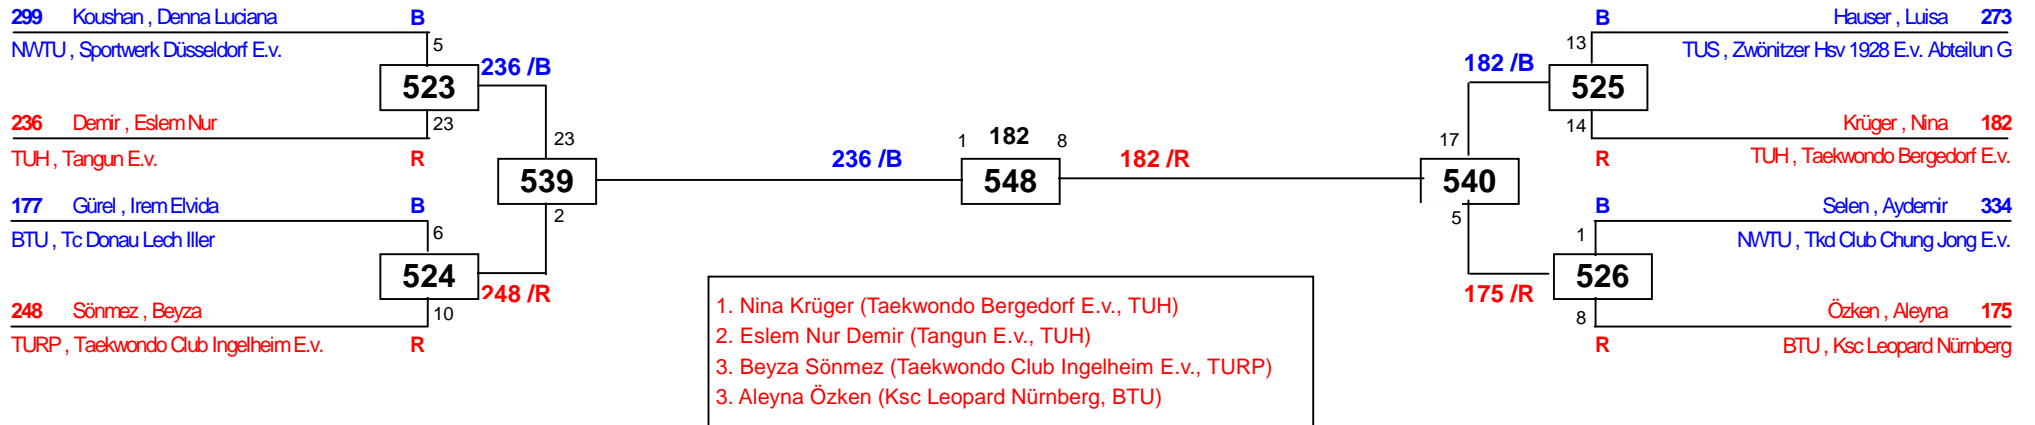 299 Koushan , Denna Luciana B
5
NWTU , Sportwerk Düsseldorf E.v.
523
236 /B
236 Demir , Eslem Nur
23
TUH , Tangun E.v. R
23
539
2
177 Gürel , Irem Elvida B
6
BTU , Tc Donau Lech Iller
524
248 /R
248 Sönmez , Beyza
10
TURP , Taekwondo Club Ingelheim E.v. R
236 /B
1 182 8
548
182 /R
B Hauser , Luisa 273
13
TUS , Zwönitzer Hsv 1928 E.v. Abteilun G
182 /B
525
14
Krüger , Nina 182
R TUH , Taekwondo Bergedorf E.v.
17
540
5
B Selen , Aydemir 334
1
NWTU , Tkd Club Chung Jong E.v.
526
175 /R
8
Özken , Aleyna 175
R BTU , Ksc Leopard Nürnberg
1. Nina Krüger (Taekwondo Bergedorf E.v., TUH)
2. Eslem Nur Demir (Tangun E.v., TUH)
3. Beyza Sönmez (Taekwondo Club Ingelheim E.v., TURP)
3. Aleyna Özken (Ksc Leopard Nürnberg, BTU)